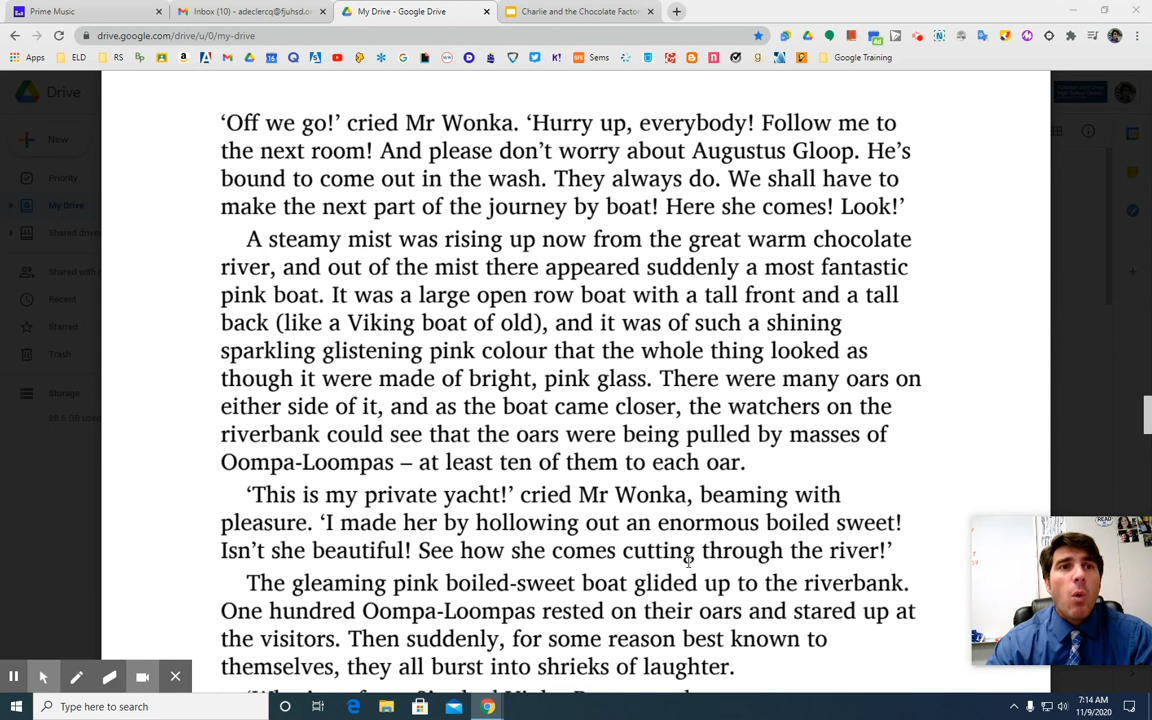 Prime Music
Inbox (10) - adeclercq@fjuhsd.or
My Drive - Google Drive
Charlie and the Chocolate Factor
drive.google.com/drive/u/0/my-drive
Apps
ELD
RS
Sems
Google Training
Drive
New
Priority
My Drive
Shared drive
Shared with m
Recent
Starred
Trash
Storage
‘Off we go!’ cried Mr Wonka. ‘Hurry up, everybody! Follow me to
the next room! And please don’t worry about Augustus Gloop. He’s
bound to come out in the wash. They always do. We shall have to
make the next part of the journey by boat! Here she comes! Look!’
A steamy mist was rising up now from the great warm chocolate
river, and out of the mist there appeared suddenly a most fantastic
pink boat. It was a large open row boat with a tall front and a tall
back (like a Viking boat of old), and it was of such a shining
sparkling glistening pink colour that the whole thing looked as
though it were made of bright, pink glass. There were many oars on
either side of it, and as the boat came closer, the watchers on the
riverbank could see that the oars were being pulled by masses of
Oompa-Loompas – at least ten of them to each oar.
‘This is my private yacht!’ cried Mr Wonka, beaming with
pleasure. ‘I made her by hollowing out an enormous boiled sweet!
Isn’t she beautiful! See how she comes cutting through the river!’
The gleaming pink boiled-sweet boat glided up to the riverbank.
One hundred Oompa-Loompas rested on their oars and stared up at
the visitors. Then suddenly, for some reason best known to
themselves, they all burst into shrieks of laughter.
READ
Type here to search
7:14 AM
11/9/2020